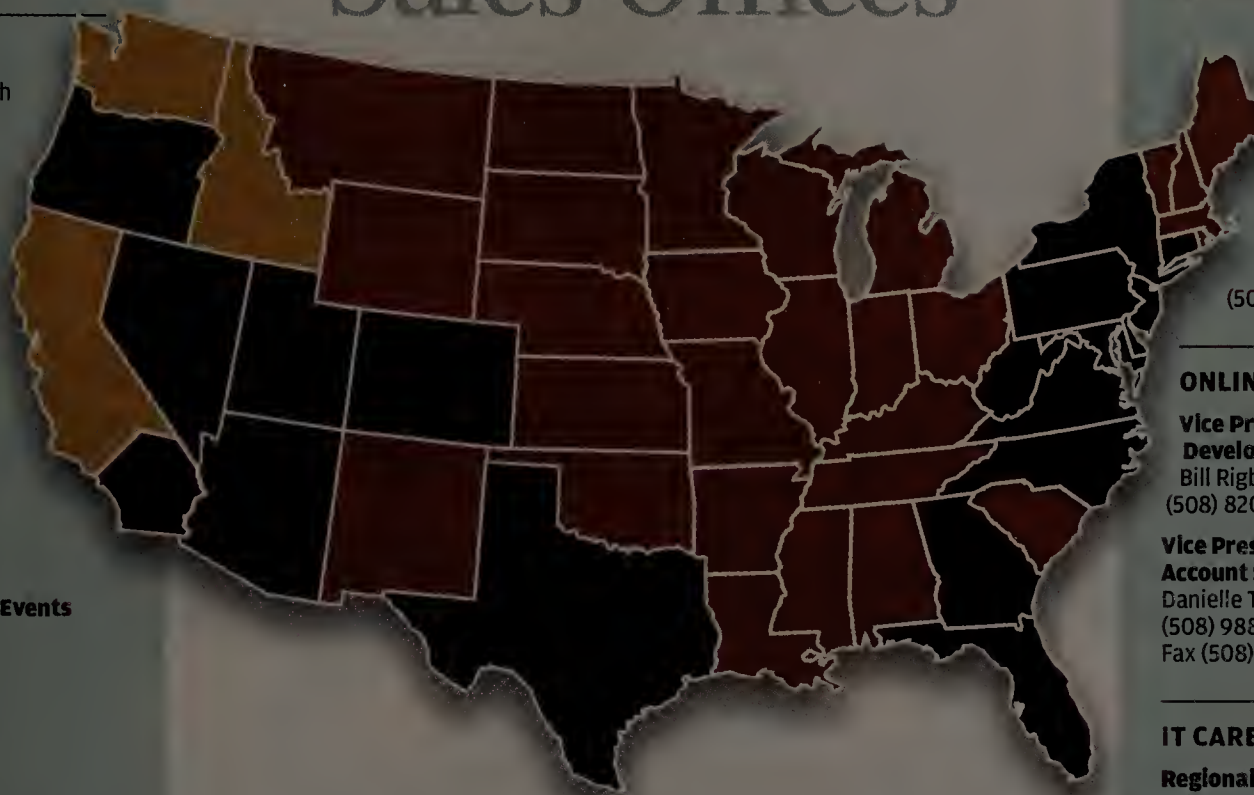 Sales Offices
h
Events
(50
ONLIN
Vice Pr
Develo
Bill Rigb
(508) 820
Vice Pres
Account
Danielle T
(508) 988
Fax (508)
IT CARE
Regional